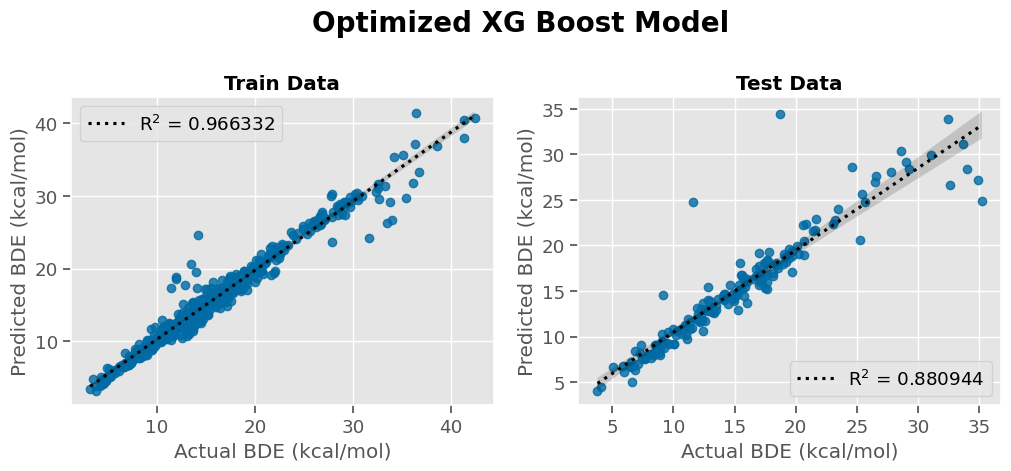 Optimized XG Boost Model
Train Data
Predicted BDE (kcal/mol)
40
30
20
10
R² = 0.966332
10 20 30 40
Actual BDE (kcal/mol)
Test Data
Predicted BDE (kcal/mol)
35
30
25
20
15
10
5
R² = 0.880944
5 10 15 20 25 30 35
Actual BDE (kcal/mol)